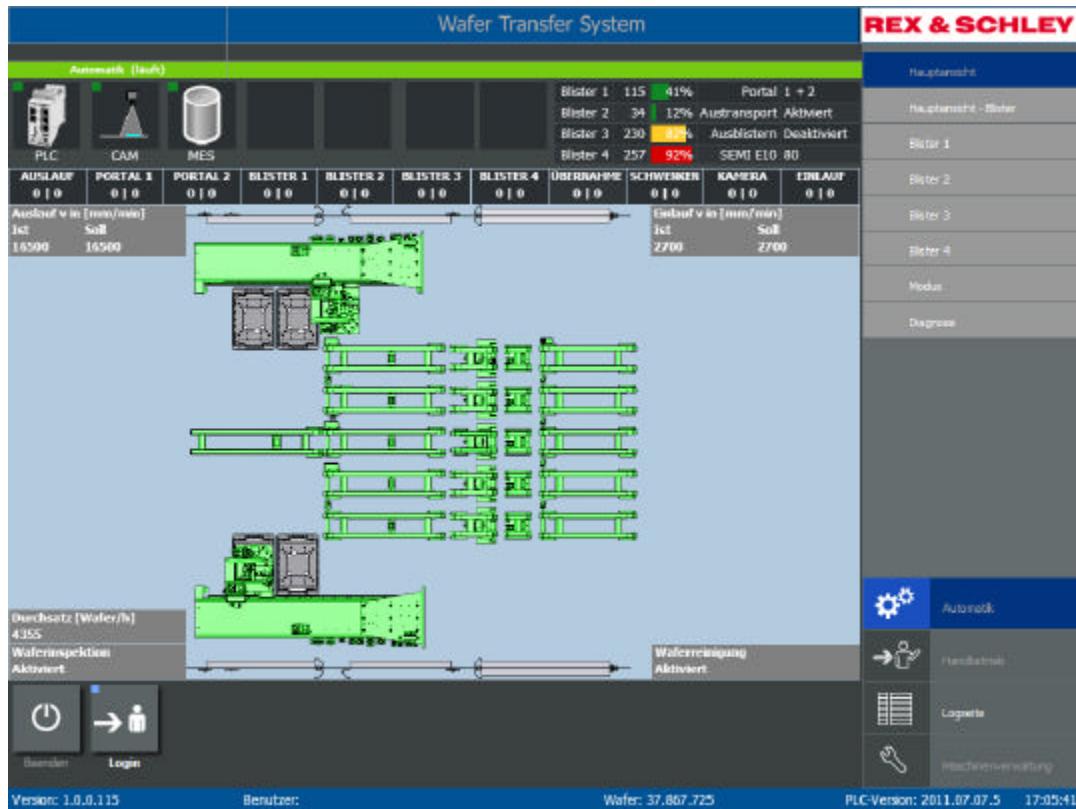 Wafer Transfer System
REX & SCHLEY
Automatik (läuft)
PLC
CAM
MES
Blister 1 115 41% Portal 1 + 2
Blister 2 34 12% Austransport Aktiviert
Blister 3 230 82% Ausblistern Deaktiviert
Blister 4 257 92% SEMI E10 80
AUSLAUF PORTAL 1 PORTAL 2 BLISTER 1 BLISTER 2 BLISTER 3 BLISTER 4 ÜBERNAHME SCHWENKEN KAMERA EINLAUF
0 | 0 0 | 0 0 | 0 0 | 0 0 | 0 0 | 0 0 | 0 0 | 0 0 | 0 0 | 0 0 | 0
Auslauf v in [mm/min]
Ist Soll
16500 16500
Einlauf v in [mm/min]
Ist Soll
2700 2700
Durchsatz [Wafer/h]
4355
Waferinspektion
Aktiviert
Waferreinigung
Aktiviert
Hauptansicht
Hauptansicht - Blister
Blister 1
Blister 2
Blister 3
Blister 4
Modus
Diagnose
Automatik
Handbetrieb
Logseite
Maschinenverwaltung
Beenden
Login
Version: 1.0.0.115 Benutzer: Wafer: 37.867.725 PLC-Version: 2011.07.07.5 17:05:41